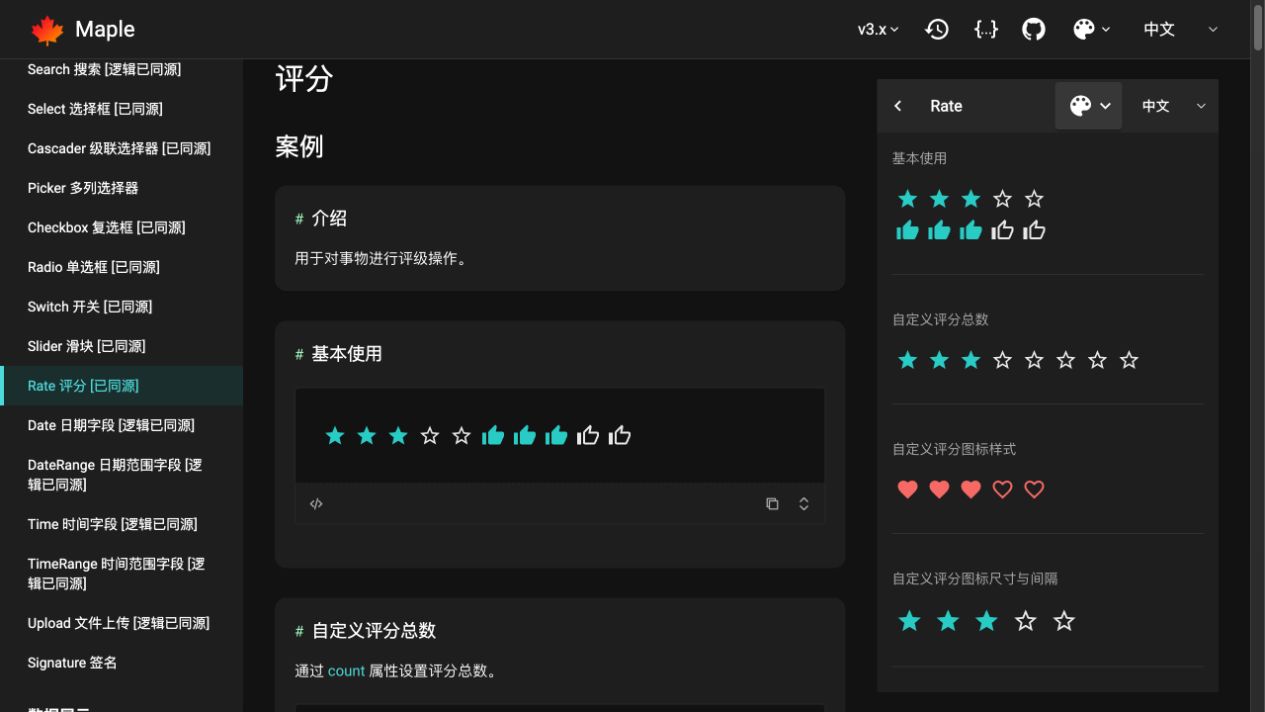 Maple
v3.x
{...}
中文
Search 搜索 [逻辑已同源]
Select 选择框 [已同源]
Cascader 级联选择器 [已同源]
Picker 多列选择器
Checkbox 复选框 [已同源]
Radio 单选框 [已同源]
Switch 开关 [已同源]
Slider 滑块 [已同源]
Rate 评分 [已同源]
Date 日期字段 [逻辑已同源]
DateRange 日期范围字段 [逻
辑已同源]
Time 时间字段 [逻辑已同源]
TimeRange 时间范围字段 [逻
辑已同源]
Upload 文件上传 [逻辑已同源]
Signature 签名
评分
案例
# 介绍
用于对事物进行评级操作。
# 基本使用
# 自定义评分总数
通过 count 属性设置评分总数。
Rate
中文
基本使用
自定义评分总数
自定义评分图标样式
自定义评分图标尺寸与间隔